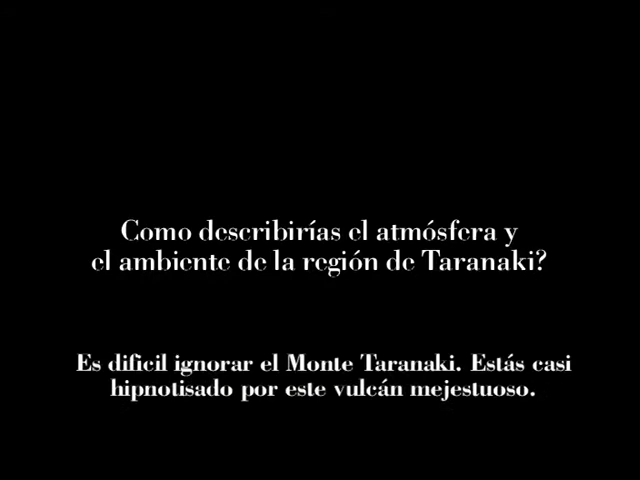 Como describirías el atmósfera y
el ambiente de la región de Taranaki?
Es dificil ignorar el Monte Taranaki. Estás casi
hipnotisado por este vulcán mejestuoso.